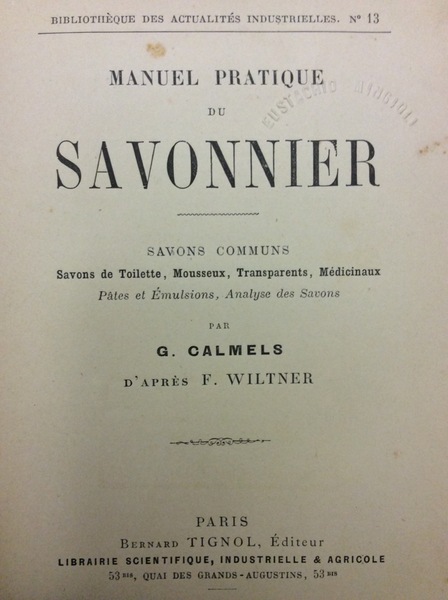 BIBLIOTHÈQUE DES ACTUALITÉS INDUSTRIELLES. N° 13
MANUEL PRATIQUE
EUSTACHIO
DU
SAVONNIER
SAVONS COMMUNS
Savons de Toilette, Mousseux, Transparents, Médicinaux
Pâtes et Émulsions, Analyse des Savons
PAR
G. CALMELS
D'APRÈS F. WILTNER
PARIS
BERNARD TIGNOL, Éditeur
LIBRAIRIE SCIENTIFIQUE, INDUSTRIELLE & AGRICOLE
53 BIS, QUAI DES GRANDS-AUGUSTINS, 53 BIS